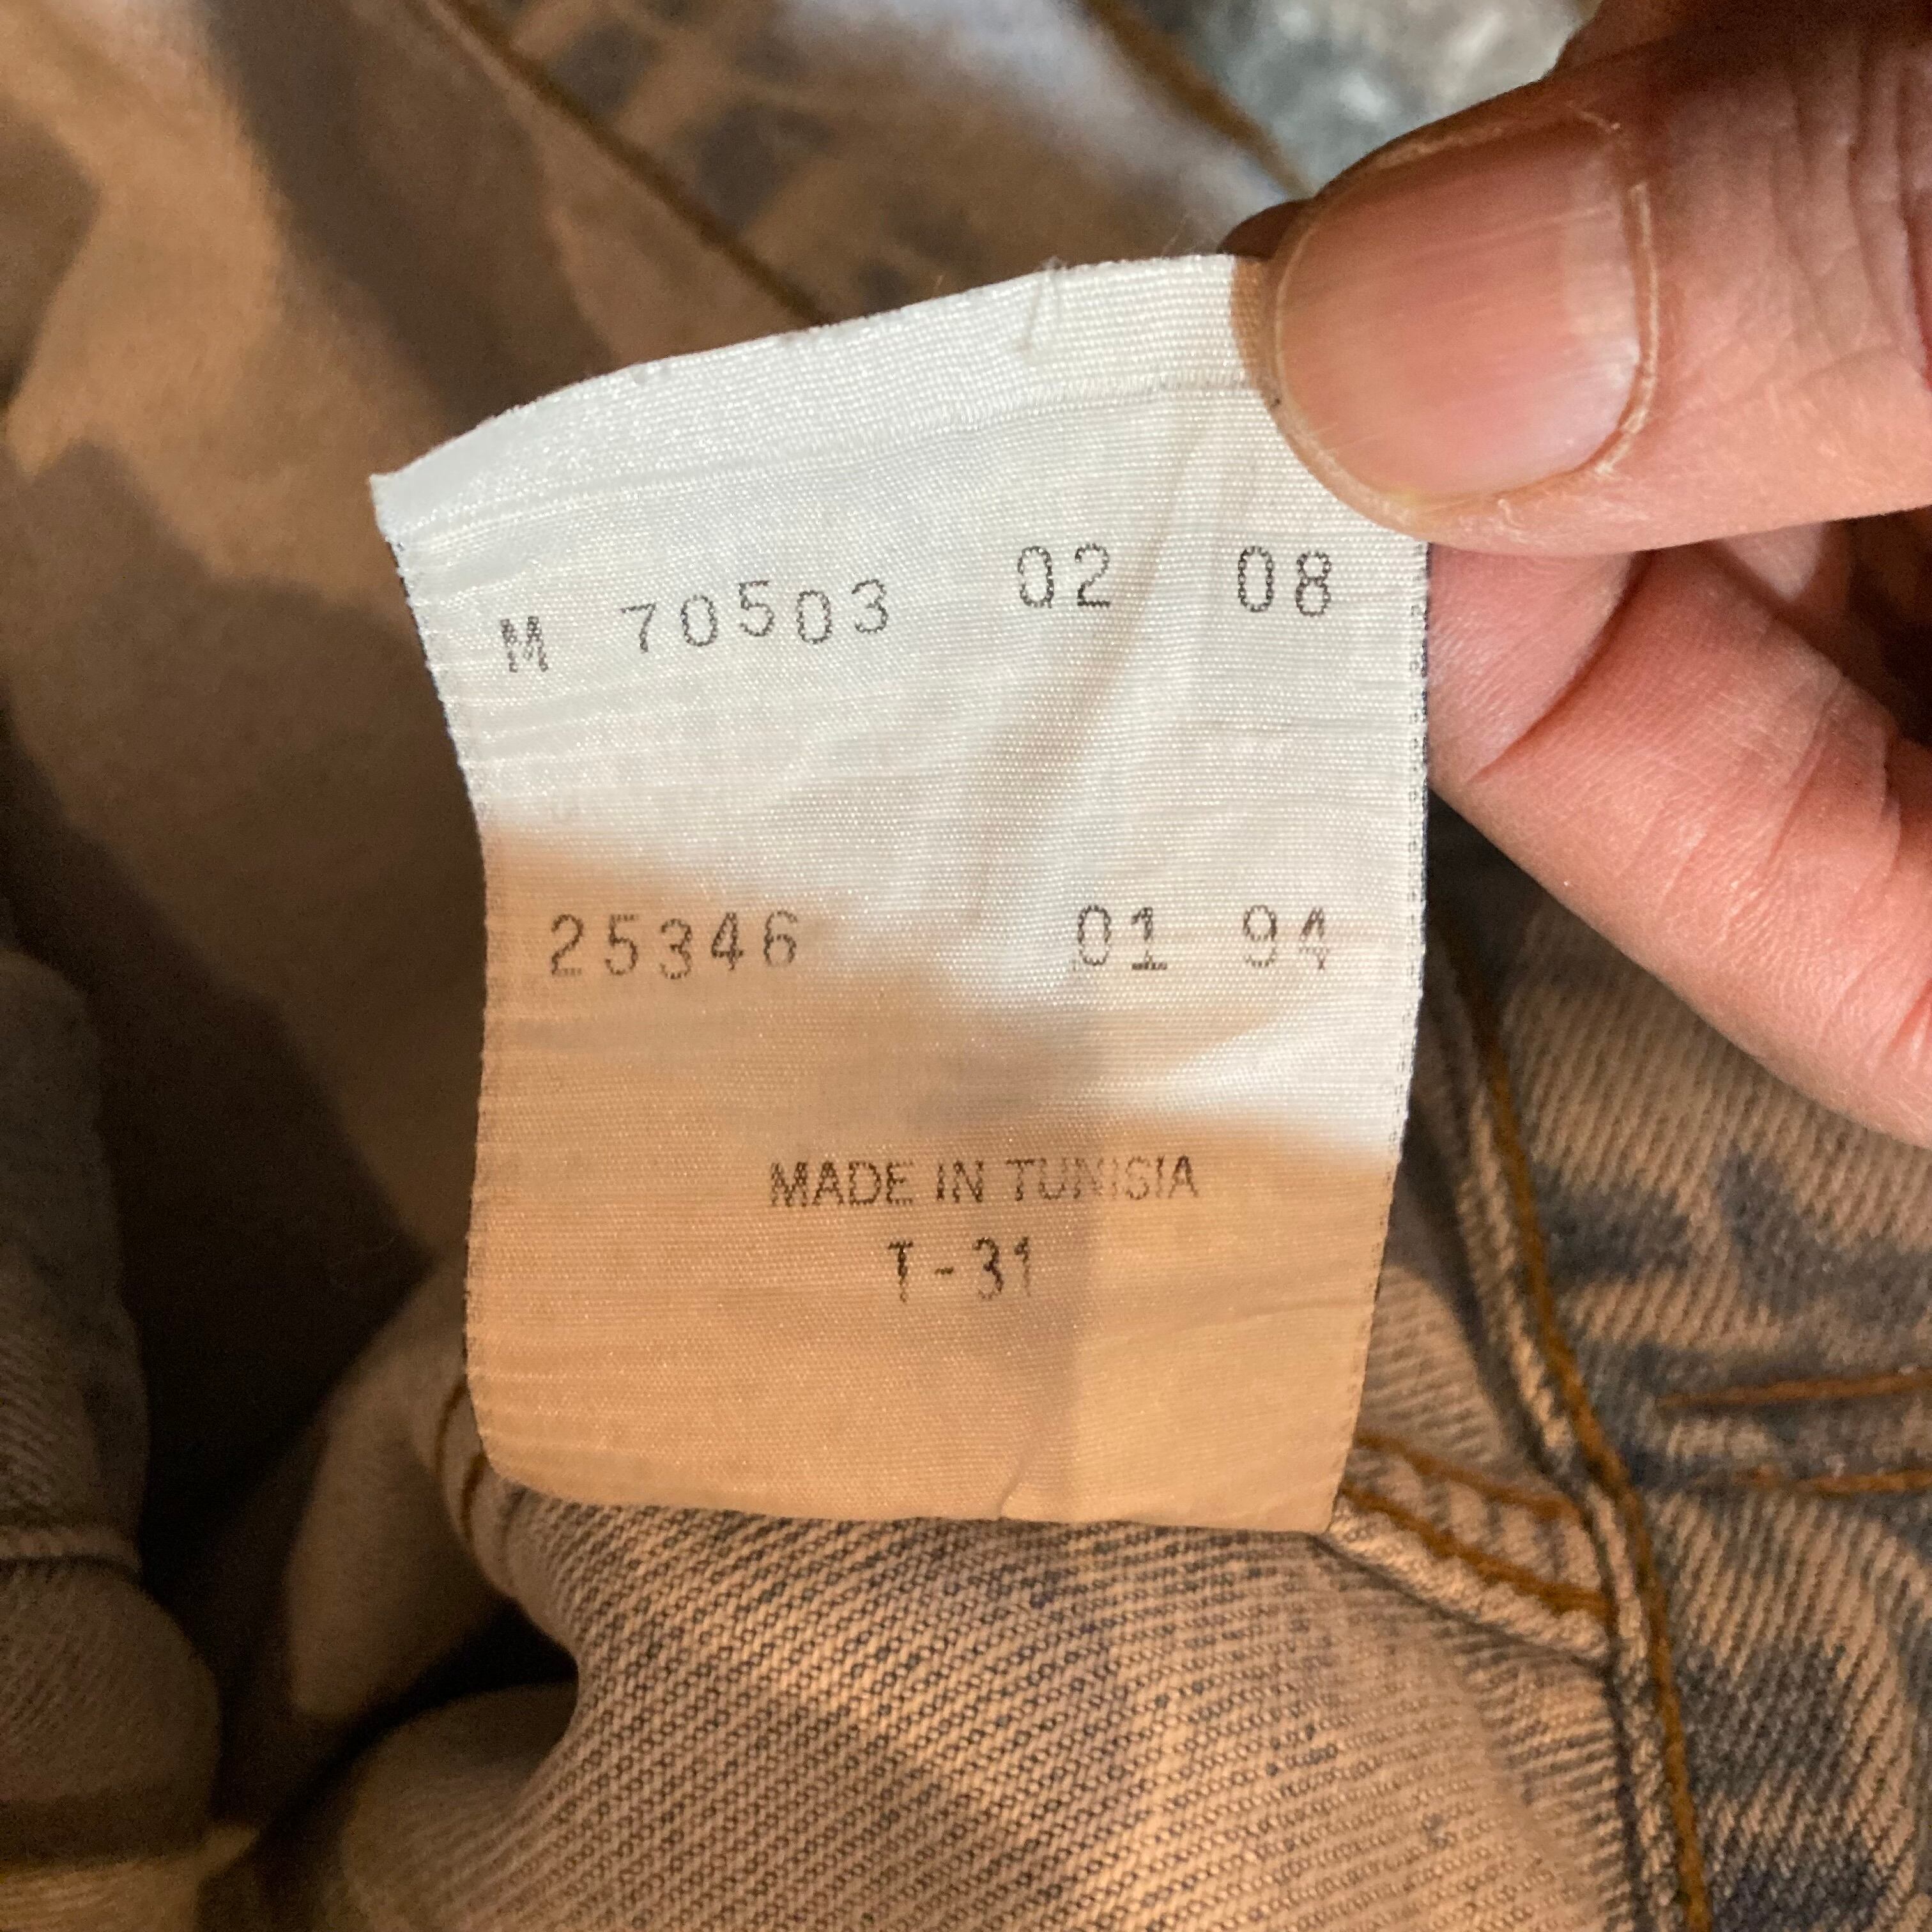 M 70503 02 08
25346 01 94
MADE IN TUNISIA
T-31